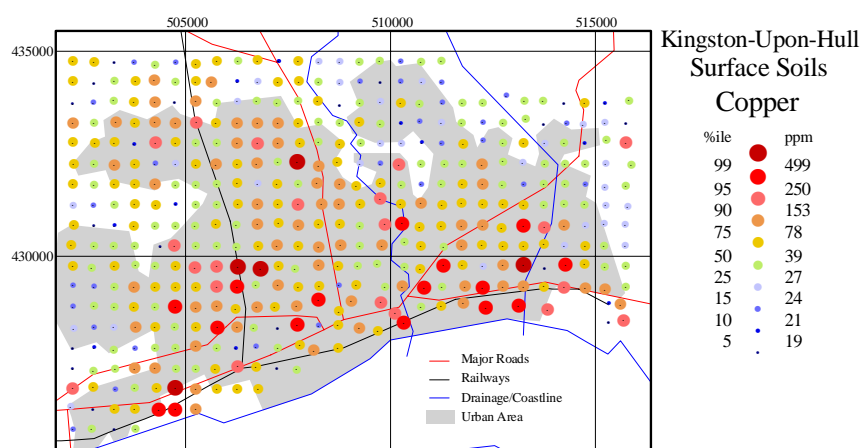 505000 510000 515000
435000
430000
Kingston-Upon-Hull
Surface Soils
Copper
%ile ppm
99 499
95 250
90 153
75 78
50 39
25 27
15 24
10 21
5 19
Major Roads
Railways
Drainage/Coastline
Urban Area